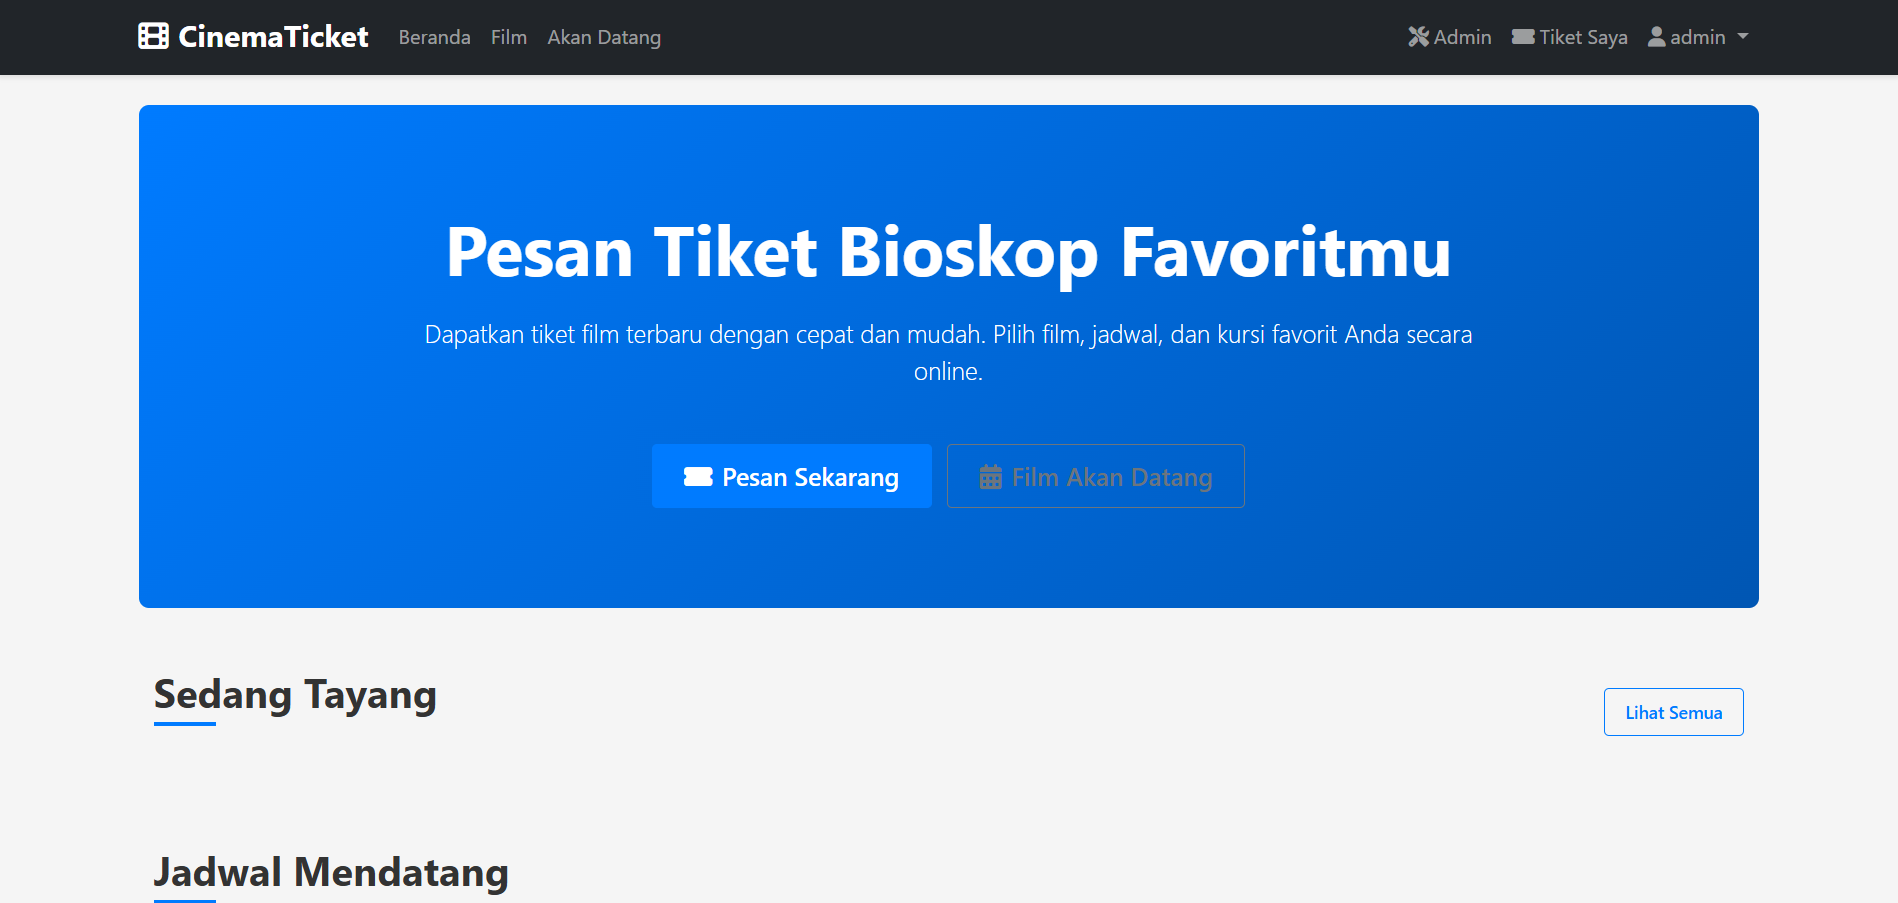 CinemaTicket Beranda Film Akan Datang Admin Tiket Saya admin
Pesan Tiket Bioskop Favoritmu
Dapatkan tiket film terbaru dengan cepat dan mudah. Pilih film, jadwal, dan kursi favorit Anda secara
online.
Pesan Sekarang Film Akan Datang
Sedang Tayang
Lihat Semua
Jadwal Mendatang